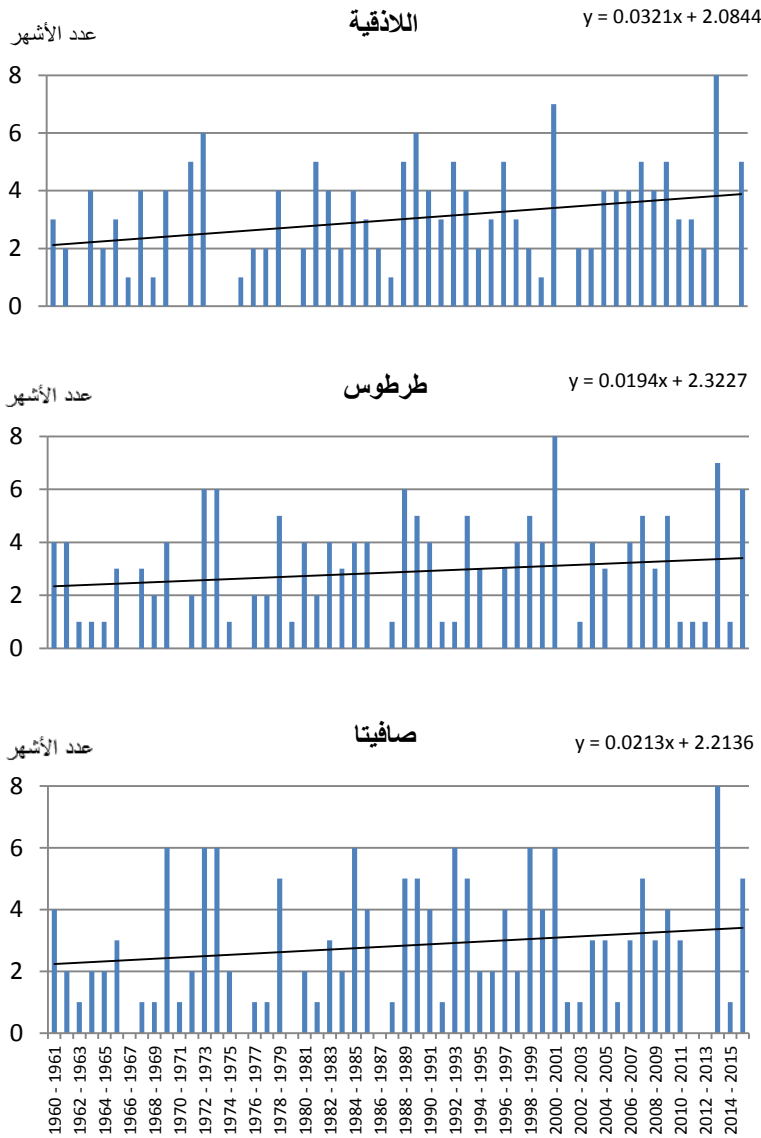 اللاذقية
y = 0.0321x + 2.0844
عدد الأشهر
8
6
4
2
0
طرطوس
y = 0.0194x + 2.3227
عدد الأشهر
8
6
4
2
0
صافيتا
y = 0.0213x + 2.2136
عدد الأشهر
8
6
4
2
0
1960 - 1961
1962 - 1963
1964 - 1965
1966 - 1967
1968 - 1969
1970 - 1971
1972 - 1973
1974 - 1975
1976 - 1977
1978 - 1979
1980 - 1981
1982 - 1983
1984 - 1985
1986 - 1987
1988 - 1989
1990 - 1991
1992 - 1993
1994 - 1995
1996 - 1997
1998 - 1999
2000 - 2001
2002 - 2003
2004 - 2005
2006 - 2007
2008 - 2009
2010 - 2011
2012 - 2013
2014 - 2015